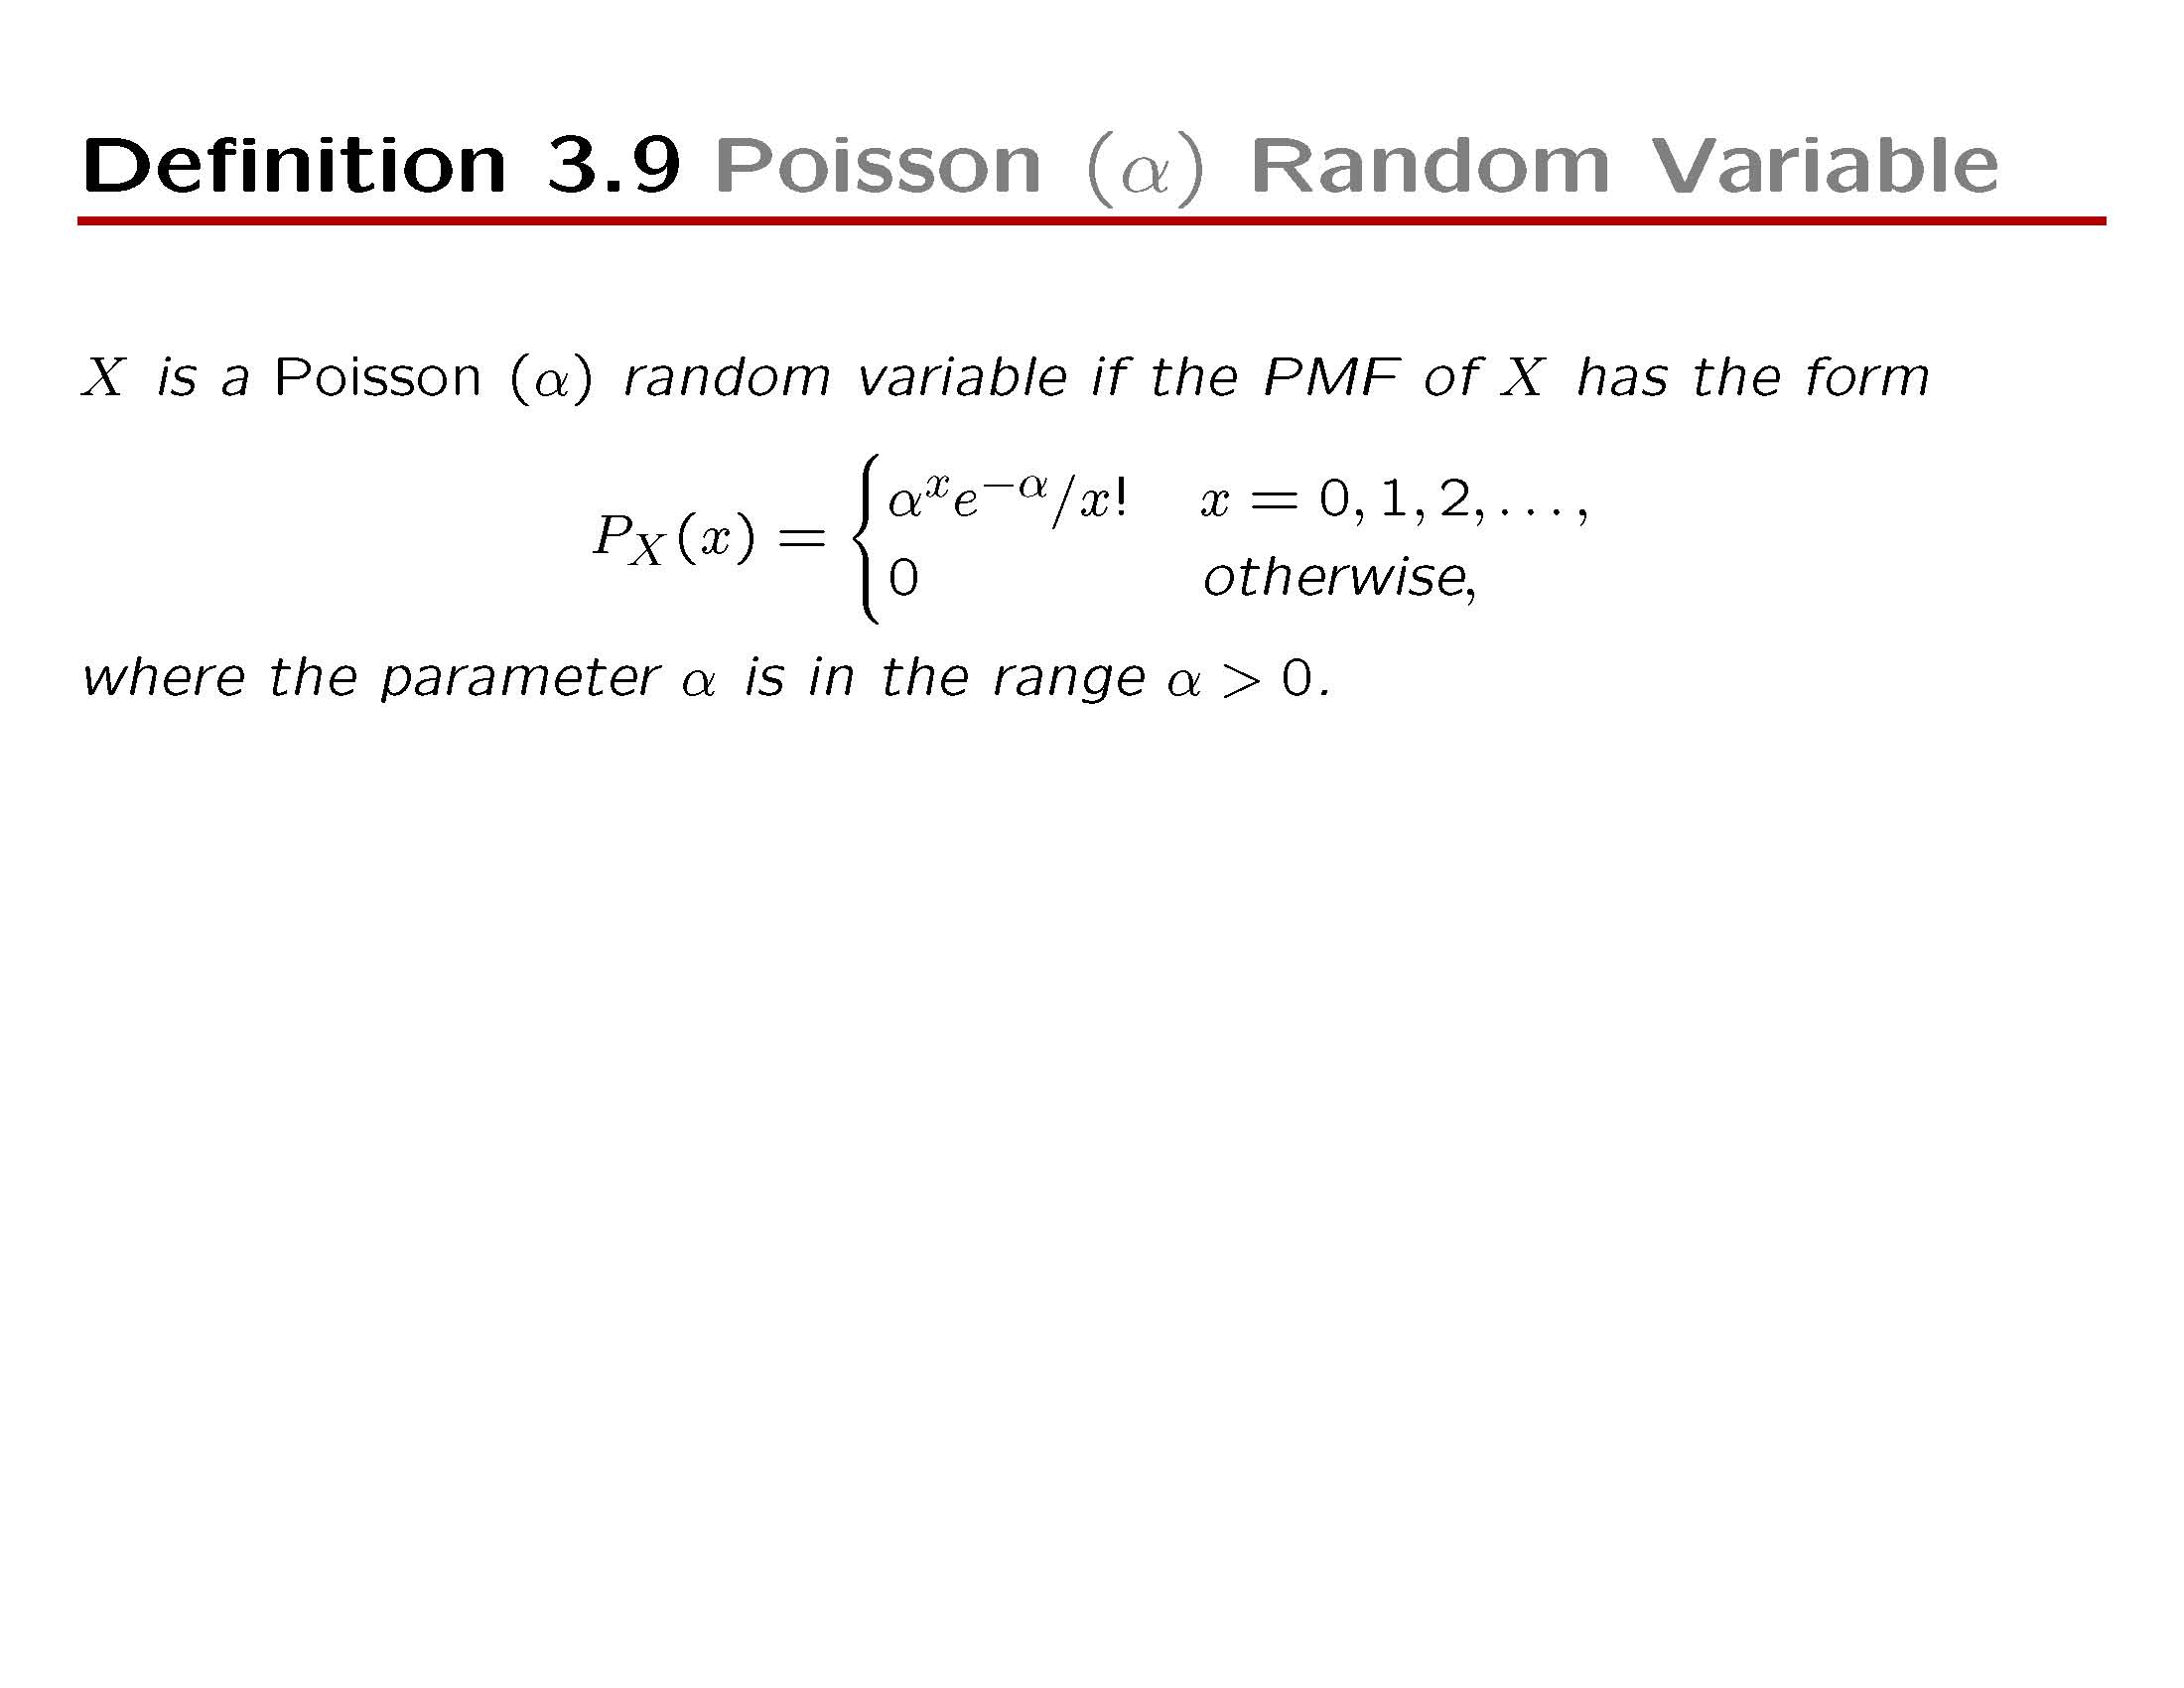 Definition 3.9 Poisson (α) Random Variable
X is a Poisson (α) random variable if the PMF of X has the form
P_X(x) = { α^x e^{−α}/x!   x = 0, 1, 2, . . . ,
0   otherwise,
where the parameter α is in the range α > 0.